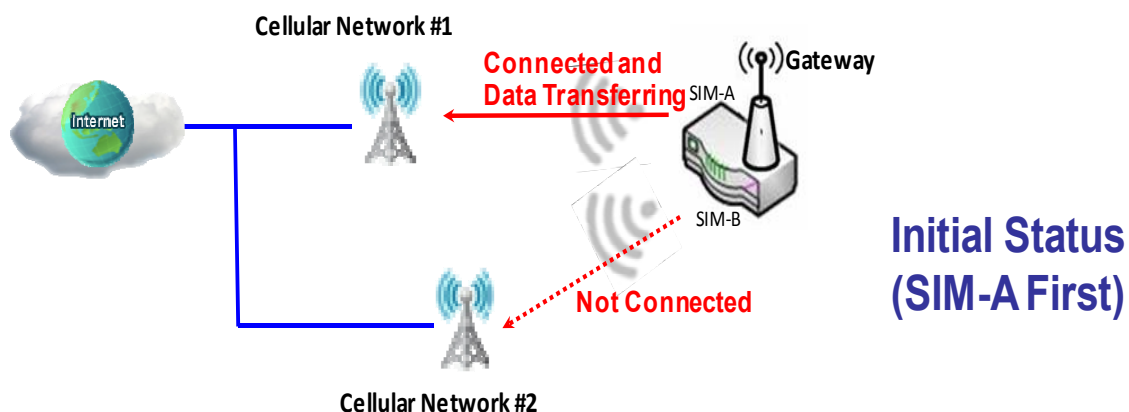 Cellular Network #1
Connected and
Data Transferring
Gateway
SIM-A
Internet
SIM-B
Initial Status
(SIM-A First)
Not Connected
Cellular Network #2